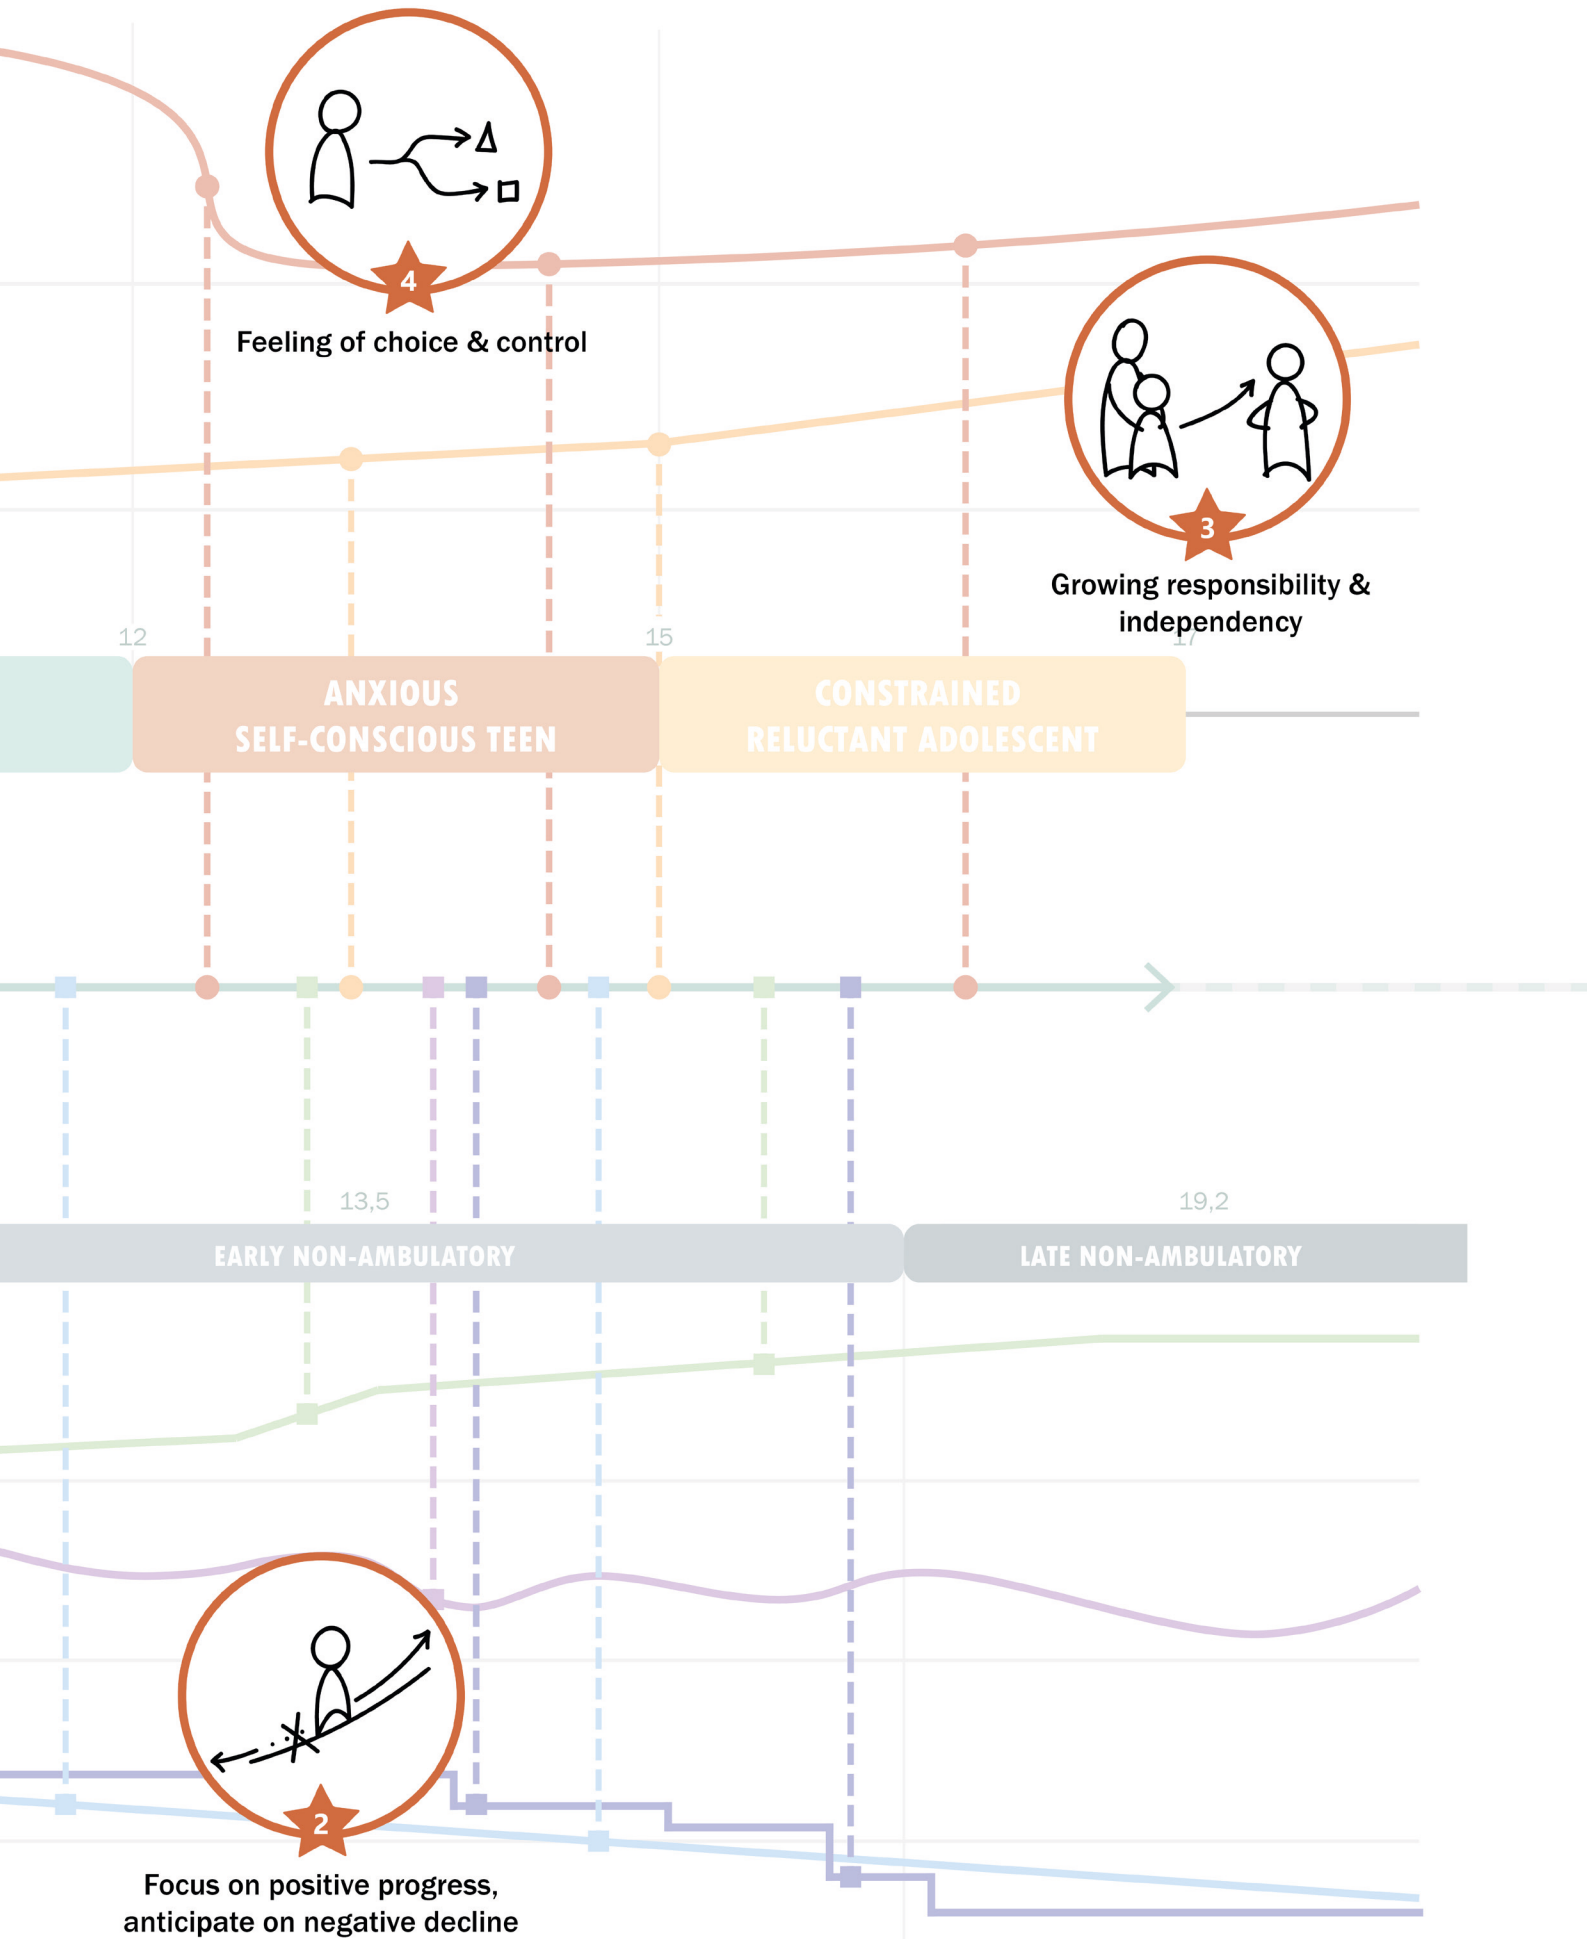 4
Feeling of choice & control
3
Growing responsibility &
independency
12
15
17
ANXIOUS
SELF-CONSCIOUS TEEN
CONSTRAINED
RELUCTANT ADOLESCENT
13,5
19,2
EARLY NON-AMBULATORY
LATE NON-AMBULATORY
2
Focus on positive progress,
anticipate on negative decline